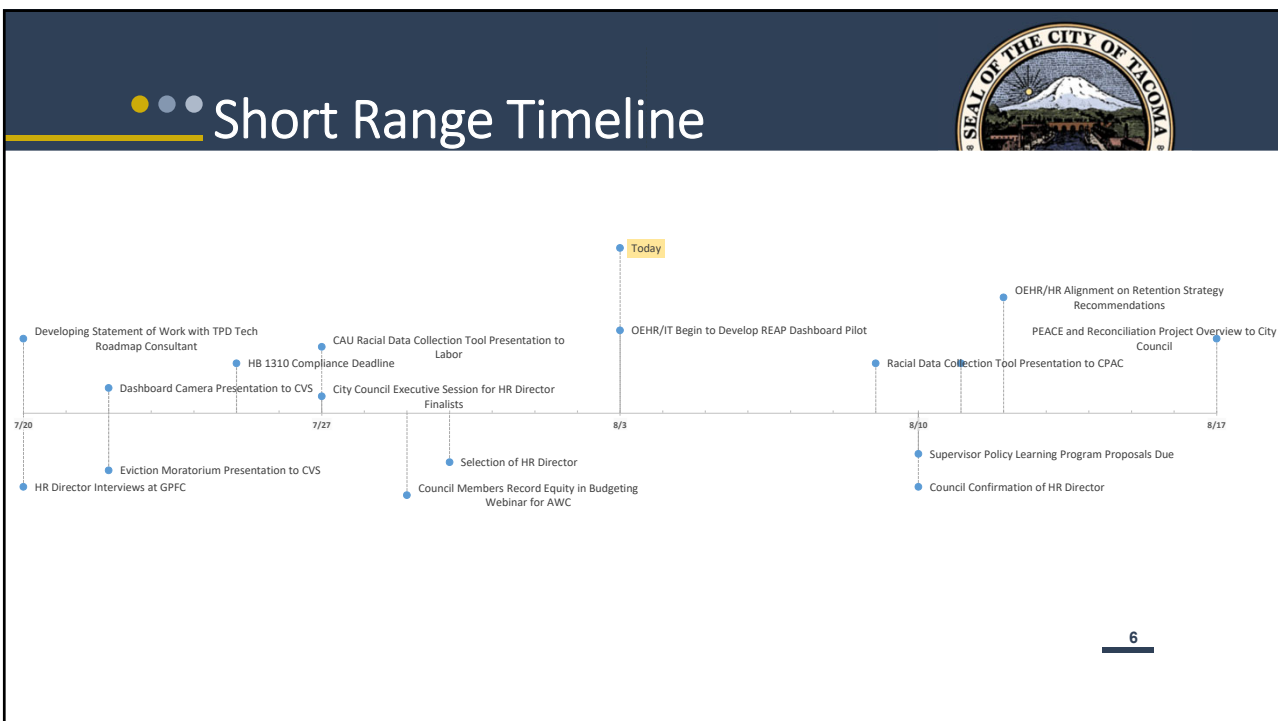 Short Range Timeline
SEAL OF THE CITY OF TACOMA
Today
OEHR/HR Alignment on Retention Strategy
Recommendations
Developing Statement of Work with TPD Tech
Roadmap Consultant
CAU Racial Data Collection Tool Presentation to
Labor
OEHR/IT Begin to Develop REAP Dashboard Pilot
PEACE and Reconciliation Project Overview to City
Council
HB 1310 Compliance Deadline
Racial Data Collection Tool Presentation to CPAC
Dashboard Camera Presentation to CVS
City Council Executive Session for HR Director
Finalists
7/20
7/27
8/3
8/10
8/17
Supervisor Policy Learning Program Proposals Due
Selection of HR Director
Eviction Moratorium Presentation to CVS
HR Director Interviews at GPFC
Council Members Record Equity in Budgeting
Webinar for AWC
Council Confirmation of HR Director
6